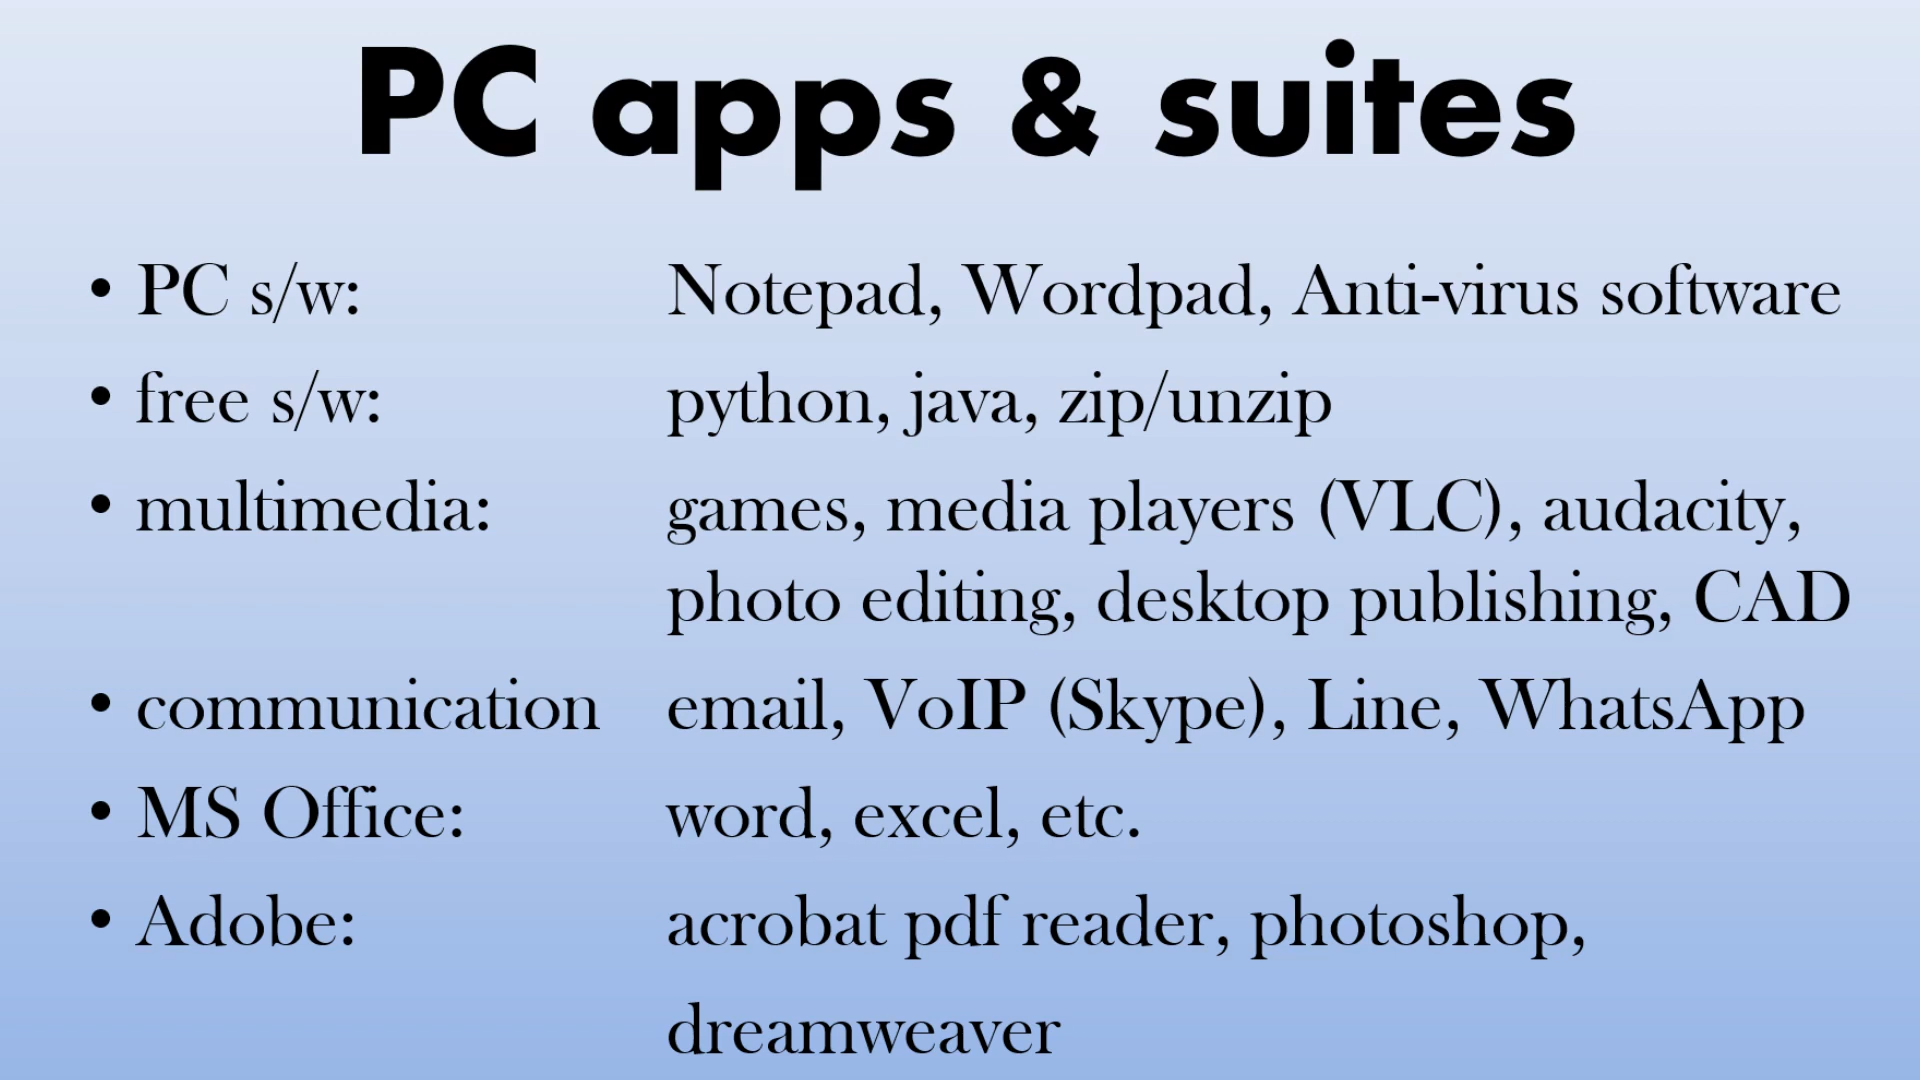 PC apps & suites
• PC s/w: Notepad, Wordpad, Anti-virus software
• free s/w: python, java, zip/unzip
• multimedia: games, media players (VLC), audacity,
photo editing, desktop publishing, CAD
• communication email, VoIP (Skype), Line, WhatsApp
• MS Office: word, excel, etc.
• Adobe: acrobat pdf reader, photoshop,
dreamweaver